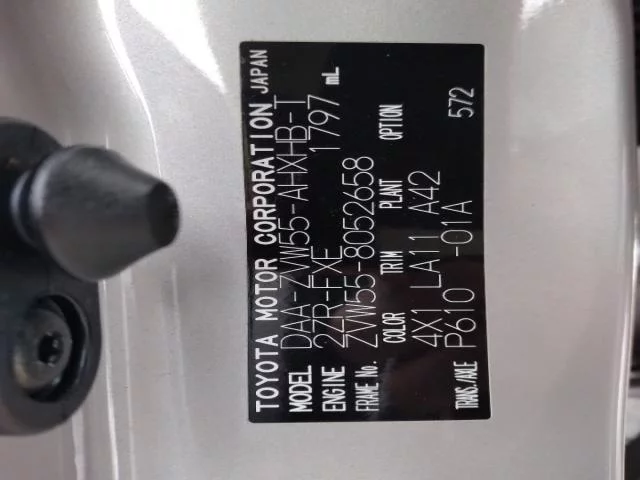 TOYOTA MOTOR CORPORATION JAPAN
MODEL DAA-ZVW55-AHXHB-T
ENGINE 2ZR-FXE 1797 mL
FRAME No. ZVW55-8052658
COLOR TRIM PLANT OPTION
4X1 LA11 A42
TRANS./AXLE P610 -01A 572